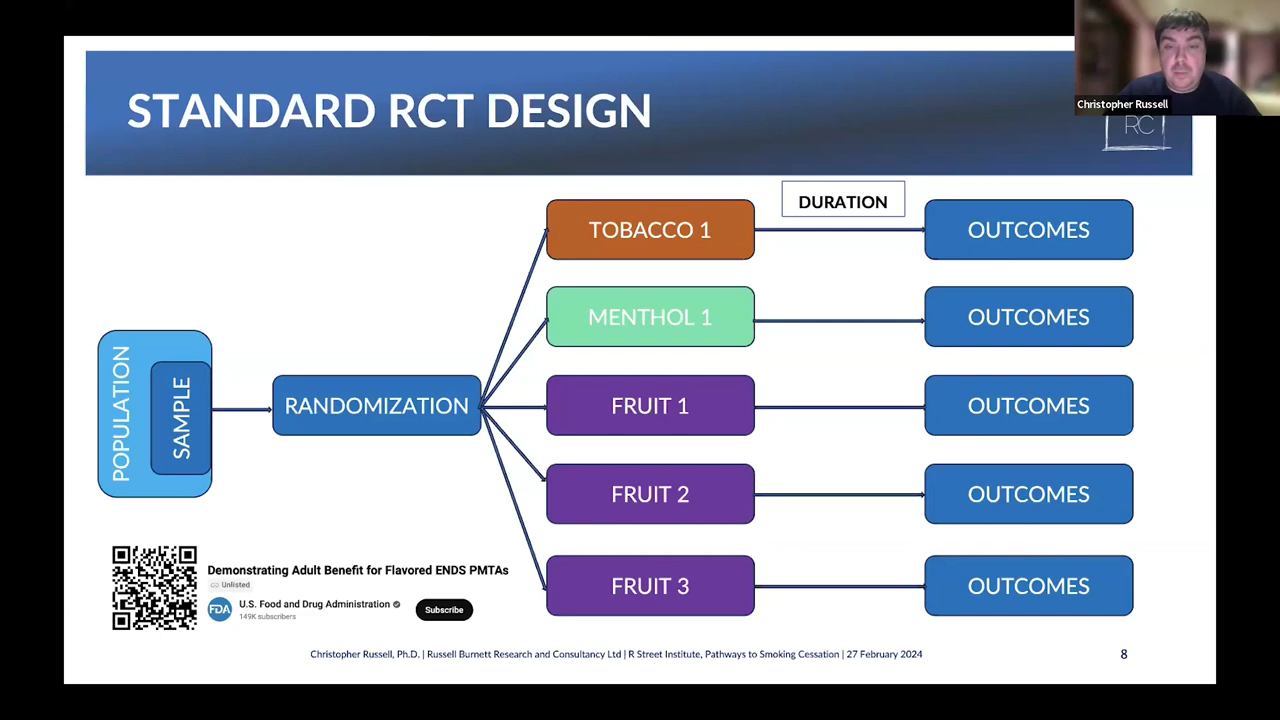 Christopher Russell
RC
STANDARD RCT DESIGN
DURATION
TOBACCO 1
OUTCOMES
MENTHOL 1
OUTCOMES
POPULATION
SAMPLE
RANDOMIZATION
FRUIT 1
OUTCOMES
FRUIT 2
OUTCOMES
FRUIT 3
OUTCOMES
Demonstrating Adult Benefit for Flavored ENDS PMTAs
Unlisted
FDA
U.S. Food and Drug Administration
149K subscribers
Subscribe
Christopher Russell, Ph.D. | Russell Burnett Research and Consultancy Ltd | R Street Institute, Pathways to Smoking Cessation | 27 February 2024
8